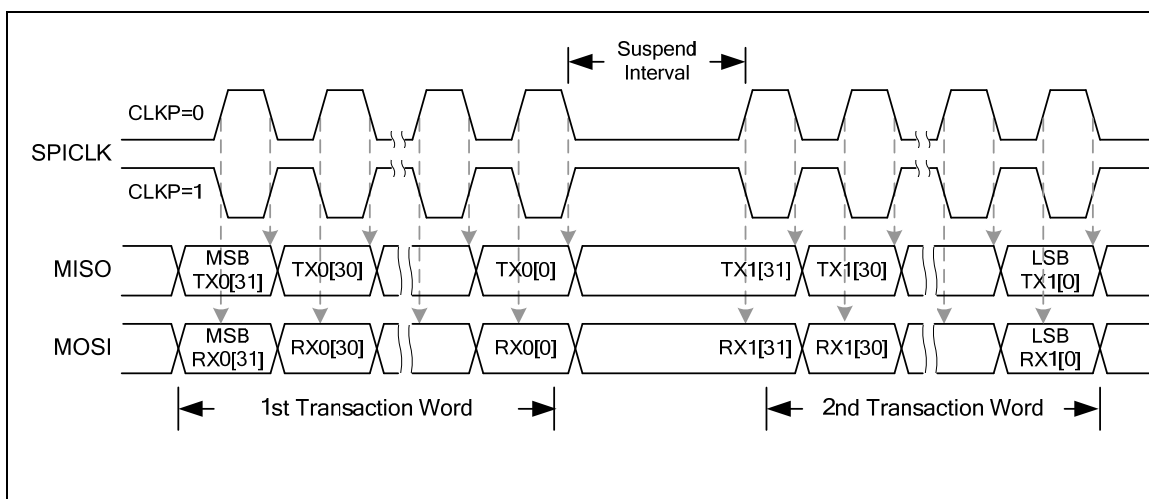 Suspend
Interval
CLKP=0
SPICLK
CLKP=1
MISO
MSB
TX0[31]
TX0[30]
TX0[0]
TX1[31]
TX1[30]
LSB
TX1[0]
MOSI
MSB
RX0[31]
RX0[30]
RX0[0]
RX1[31]
RX1[30]
LSB
RX1[0]
1st Transaction Word
2nd Transaction Word